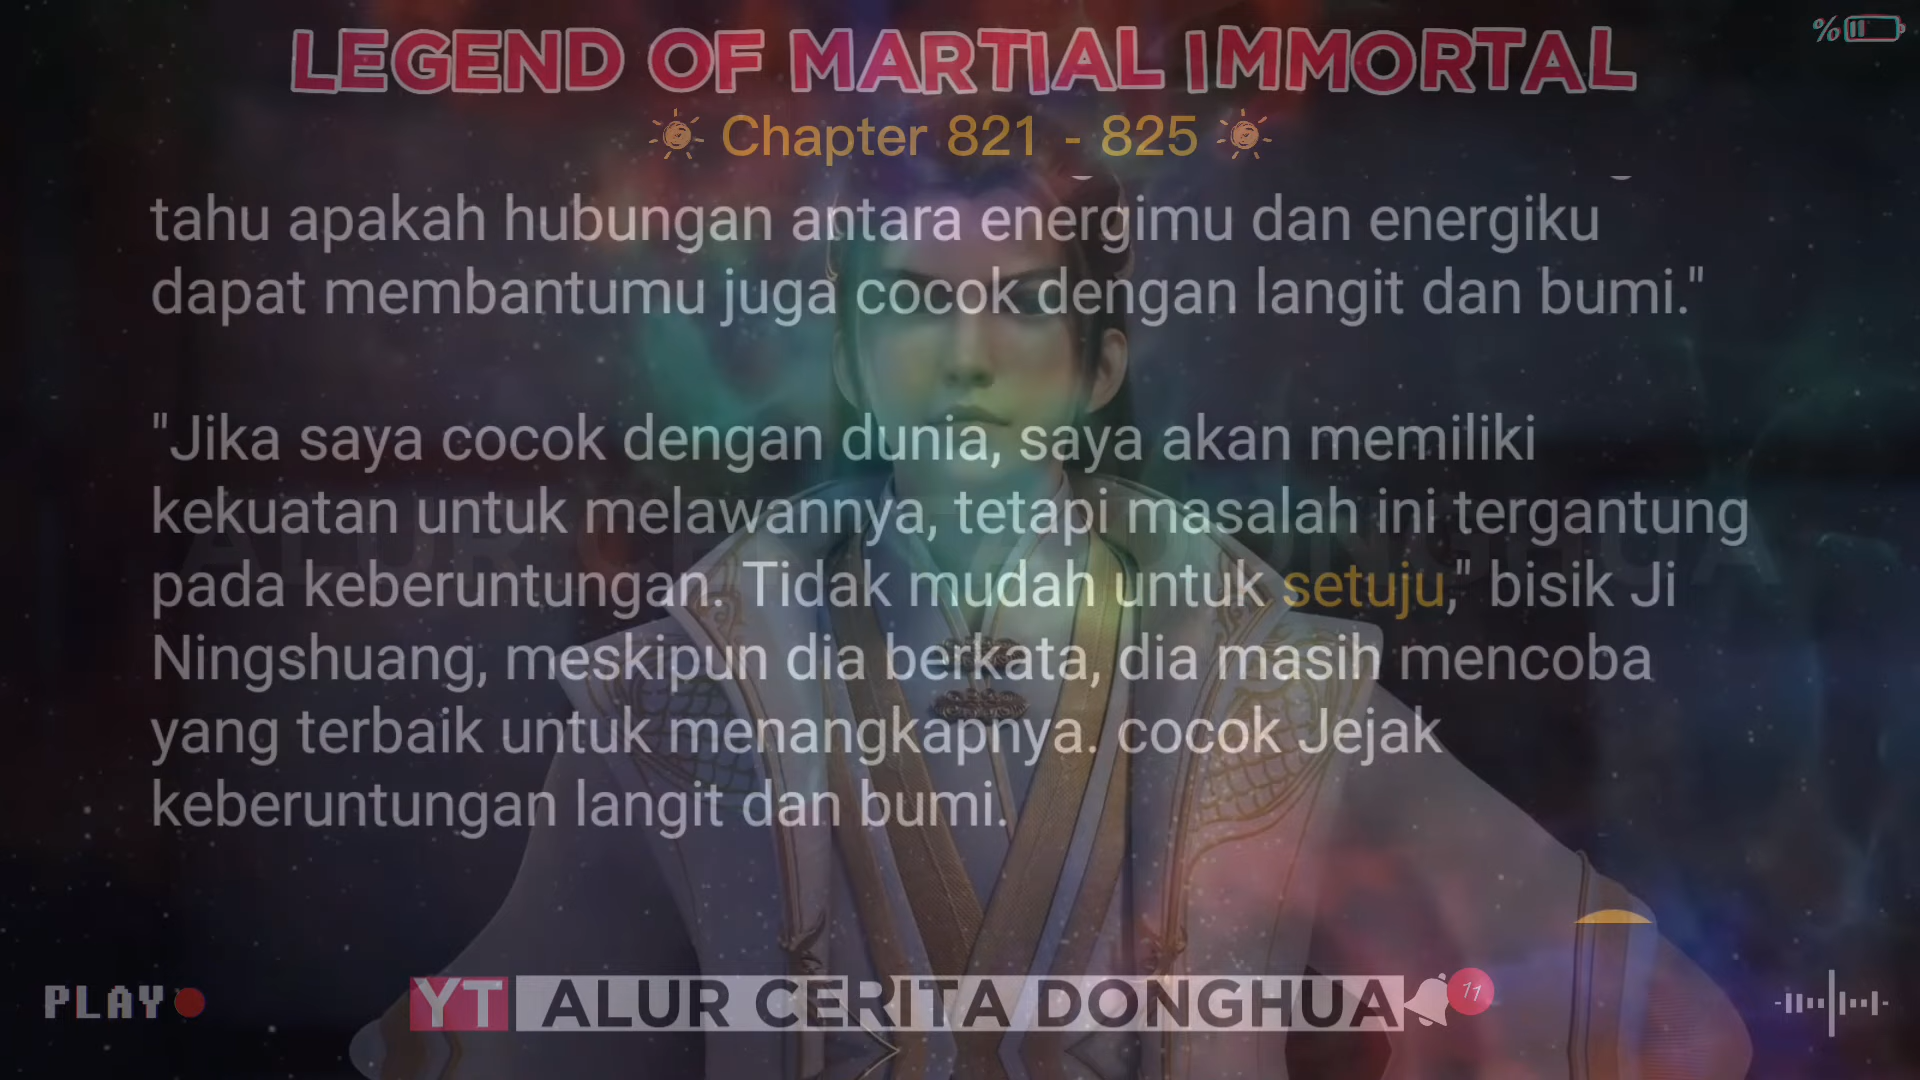 LEGEND OF MARTIAL IMMORTAL
%
Chapter 821 - 825
tahu apakah hubungan antara energimu dan energiku
dapat membantumu juga cocok dengan langit dan bumi."
"Jika saya cocok dengan dunia, saya akan memiliki
kekuatan untuk melawannya, tetapi masalah ini tergantung
pada keberuntungan. Tidak mudah untuk setuju," bisik Ji
Ningshuang, meskipun dia berkata, dia masih mencoba
yang terbaik untuk menangkapnya. cocok Jejak
keberuntungan langit dan bumi.
PLAY
YT ALUR CERITA DONGHUA
11